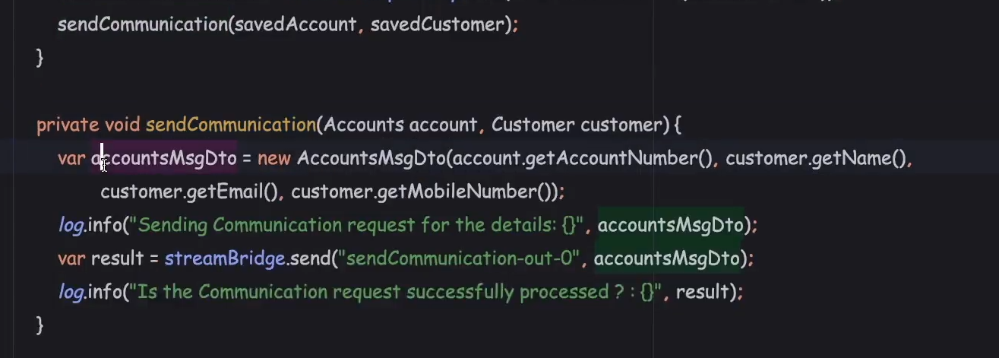 sendCommunication(savedAccount, savedCustomer);
}
private void sendCommunication(Accounts account, Customer customer) {
var accountsMsgDto = new AccountsMsgDto(account.getAccountNumber(), customer.getName(),
customer.getEmail(), customer.getMobileNumber());
log.info("Sending Communication request for the details: {}", accountsMsgDto);
var result = streamBridge.send("sendCommunication-out-0", accountsMsgDto);
log.info("Is the Communication request successfully processed ? : {}", result);
}